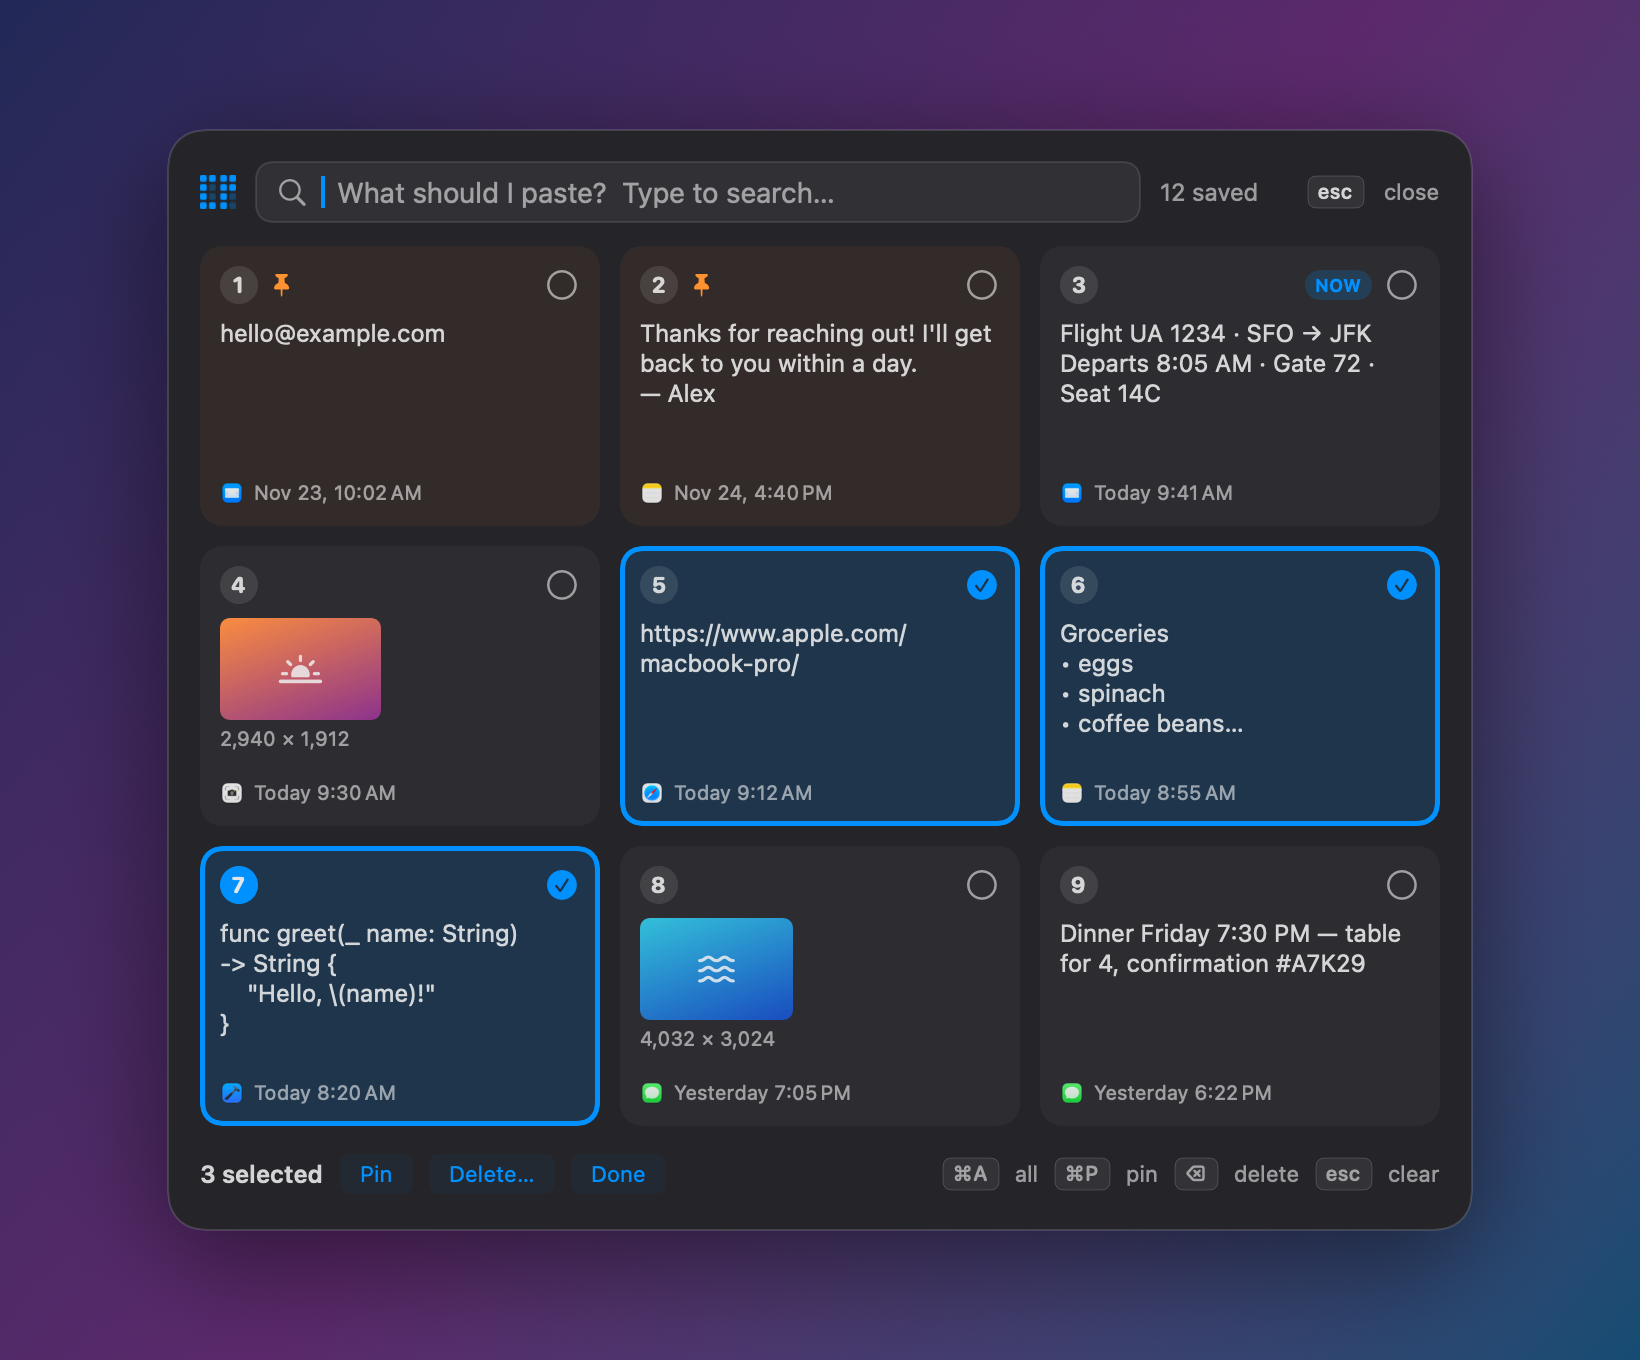 What should I paste?  Type to search...
12 saved
esc close
1
hello@example.com
Nov 23, 10:02 AM
2
Thanks for reaching out! I'll get
back to you within a day.
— Alex
Nov 24, 4:40 PM
3 NOW
Flight UA 1234 · SFO → JFK
Departs 8:05 AM · Gate 72 ·
Seat 14C
Today 9:41 AM
4
2,940 × 1,912
Today 9:30 AM
5
https://www.apple.com/
macbook-pro/
Today 9:12 AM
6
Groceries
• eggs
• spinach
• coffee beans...
Today 8:55 AM
7
func greet(_ name: String)
-> String {
    "Hello, \(name)!"
}
Today 8:20 AM
8
4,032 × 3,024
Yesterday 7:05 PM
9
Dinner Friday 7:30 PM — table
for 4, confirmation #A7K29
Yesterday 6:22 PM
3 selected Pin Delete... Done
⌘A all ⌘P pin ⌫ delete esc clear